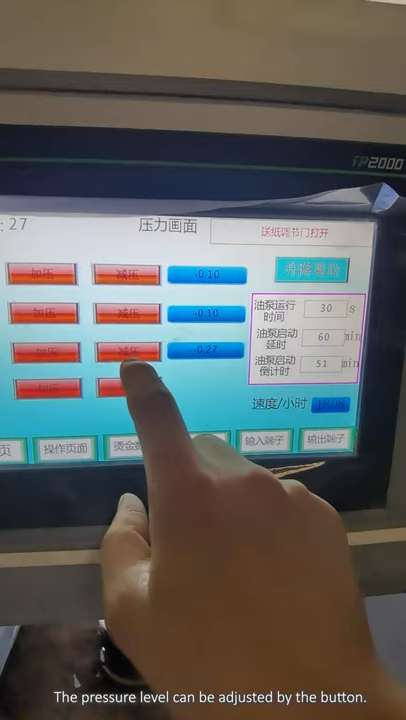 TP2000
: 27
压力画面
送纸调节门打开
加压 减压 -0.10
升降复位
加压 减压 -0.10
油泵运行时间 30 s
加压 减压 -0.27
油泵启动延时 60 min
油泵启动倒计时 51 min
加压
速度/小时 1808
页 操作页面 烫金数 输入端子 输出端子
The pressure level can be adjusted by the button.